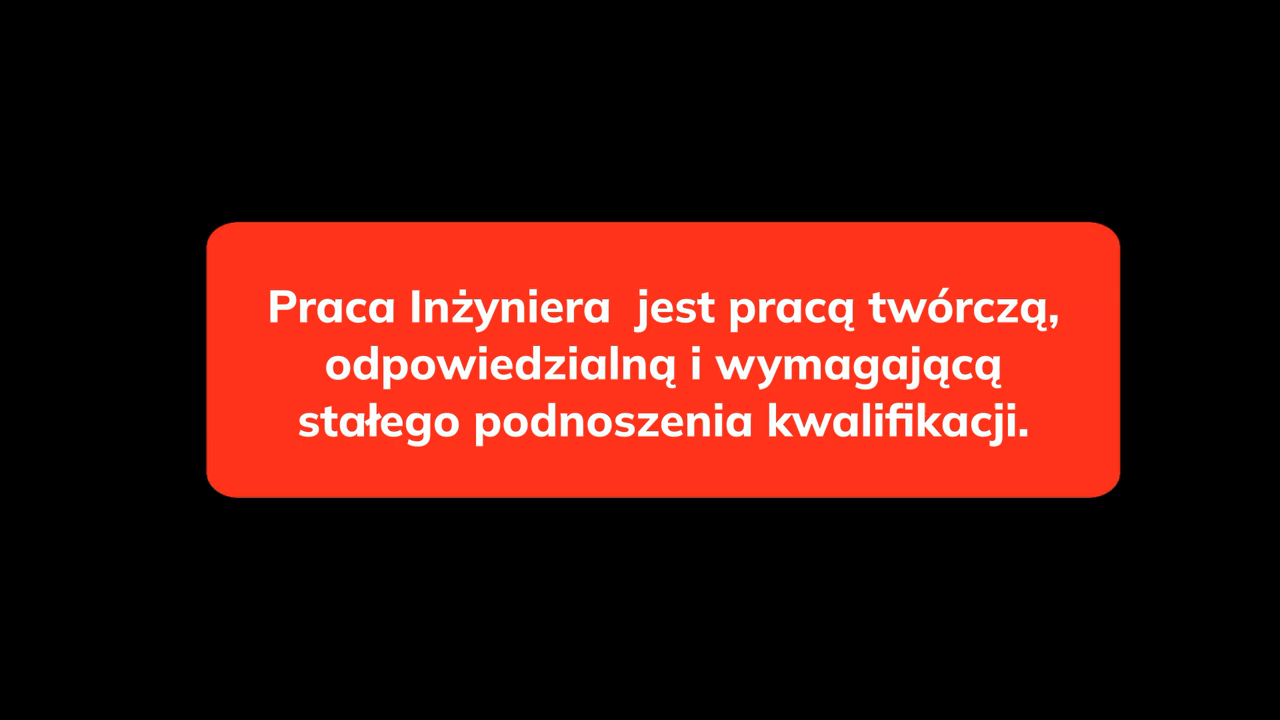 Praca Inżyniera  jest pracą twórczą,
odpowiedzialną i wymagającą
stałego podnoszenia kwalifikacji.